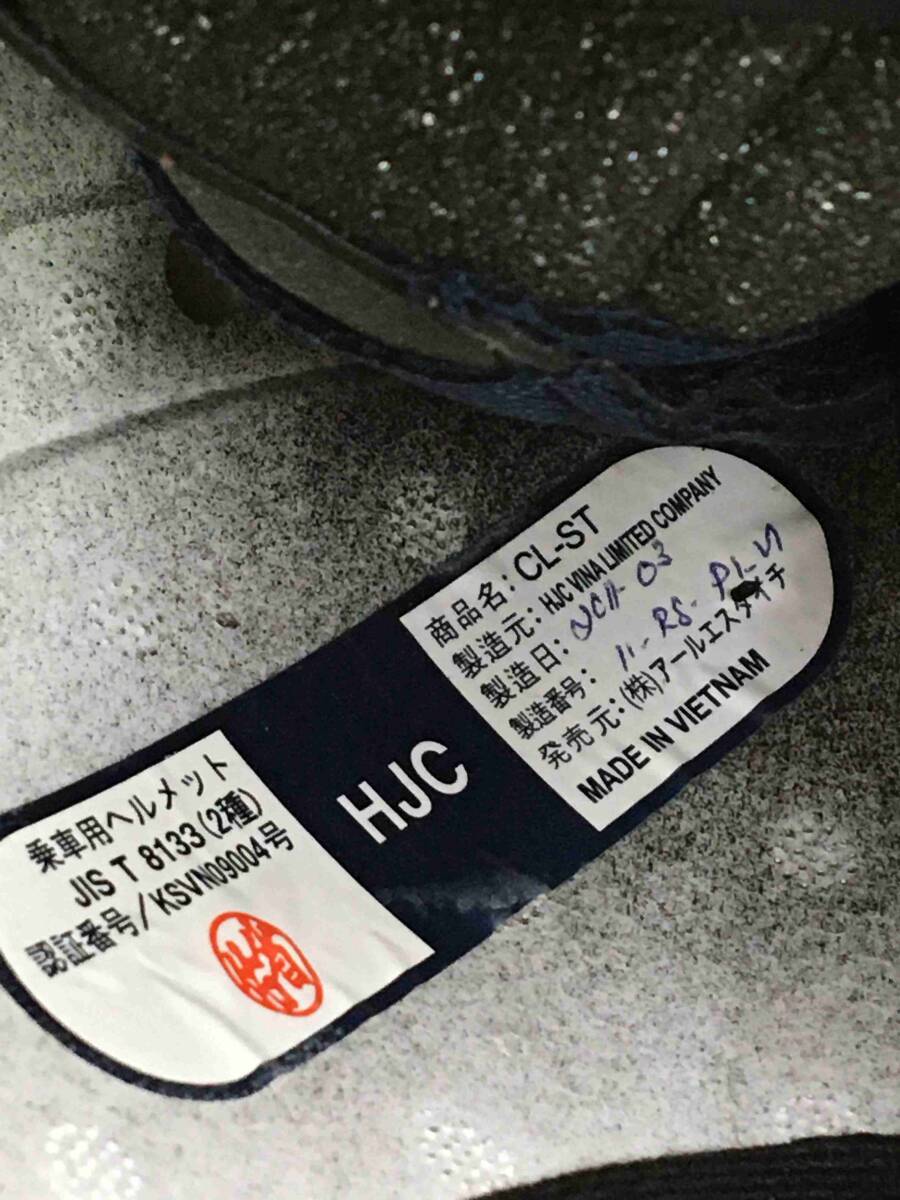 商品名: CL-ST
製造元: HJC VINA LIMITED COMPANY
製造日: 03
製造番号: 11-RS-
発売元: (株)アールエスタイチ
MADE IN VIETNAM
HJC
乗車用ヘルメット
JIS T 8133(2種)
認証番号/KSVN09004号